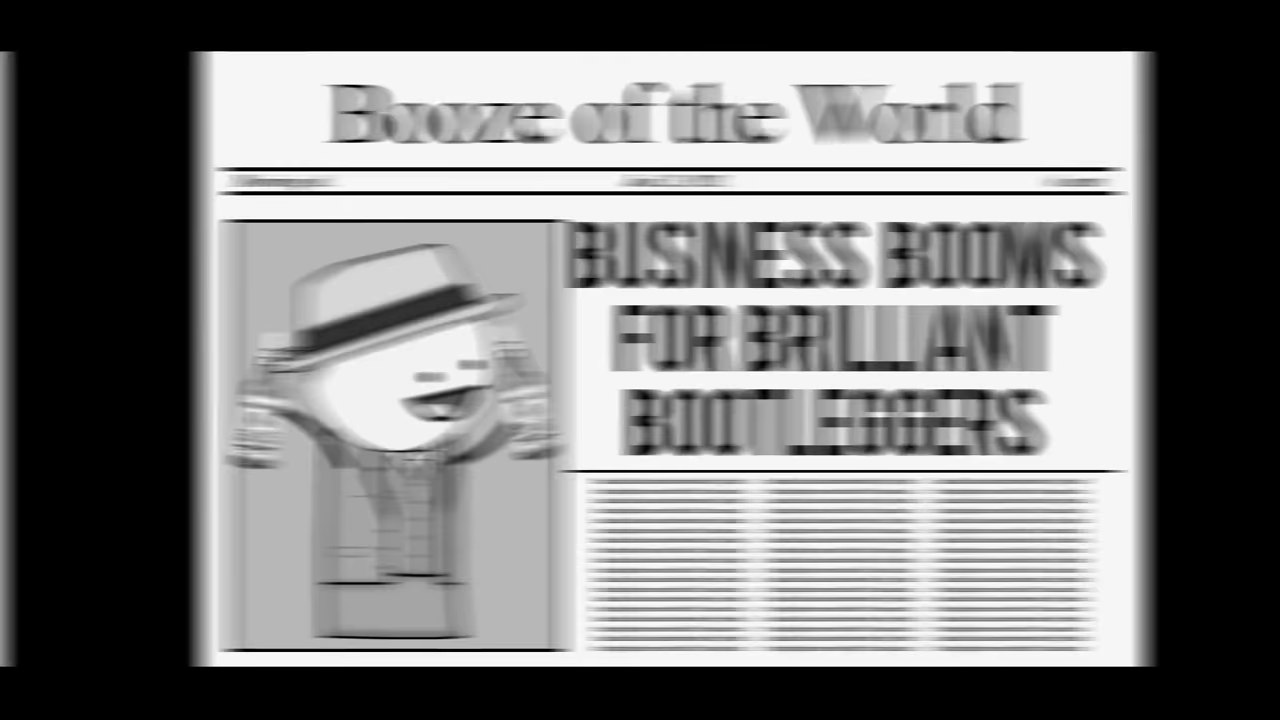 Booze of the World
BUSINESS BOOMS
FOR BRILLIANT
BOOTLEGGERS